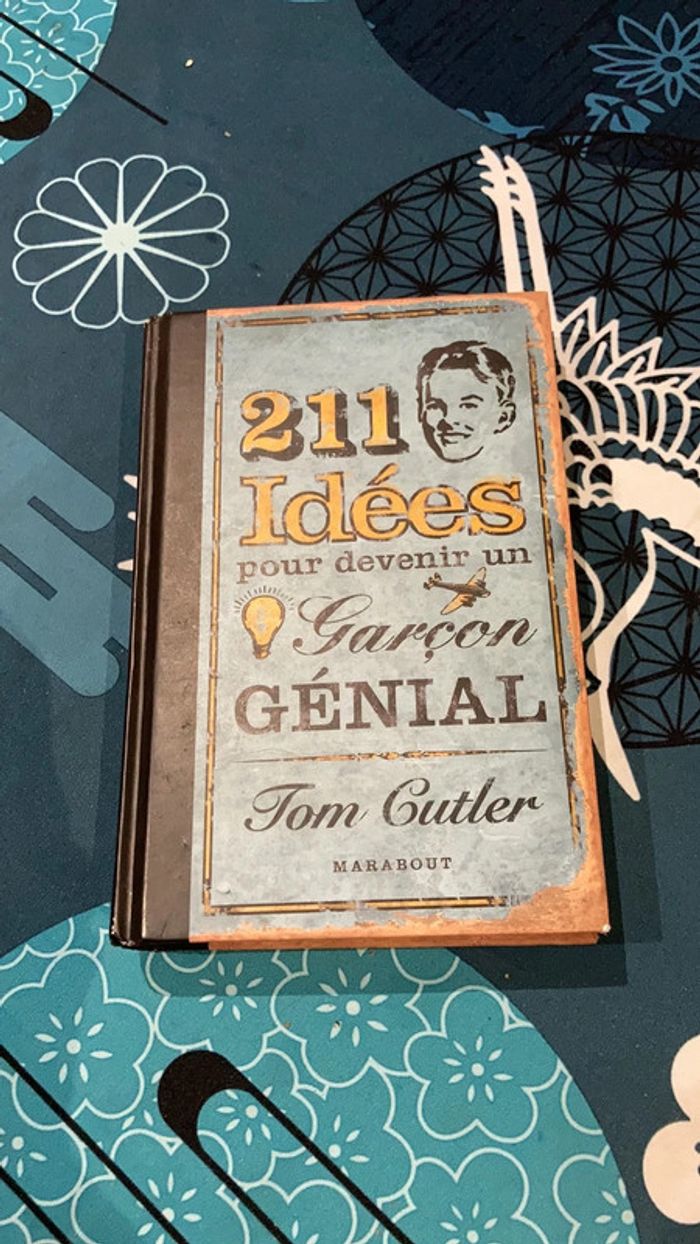 211
Idées
pour devenir un
Garçon
GÉNIAL
Tom Cutler
MARABOUT